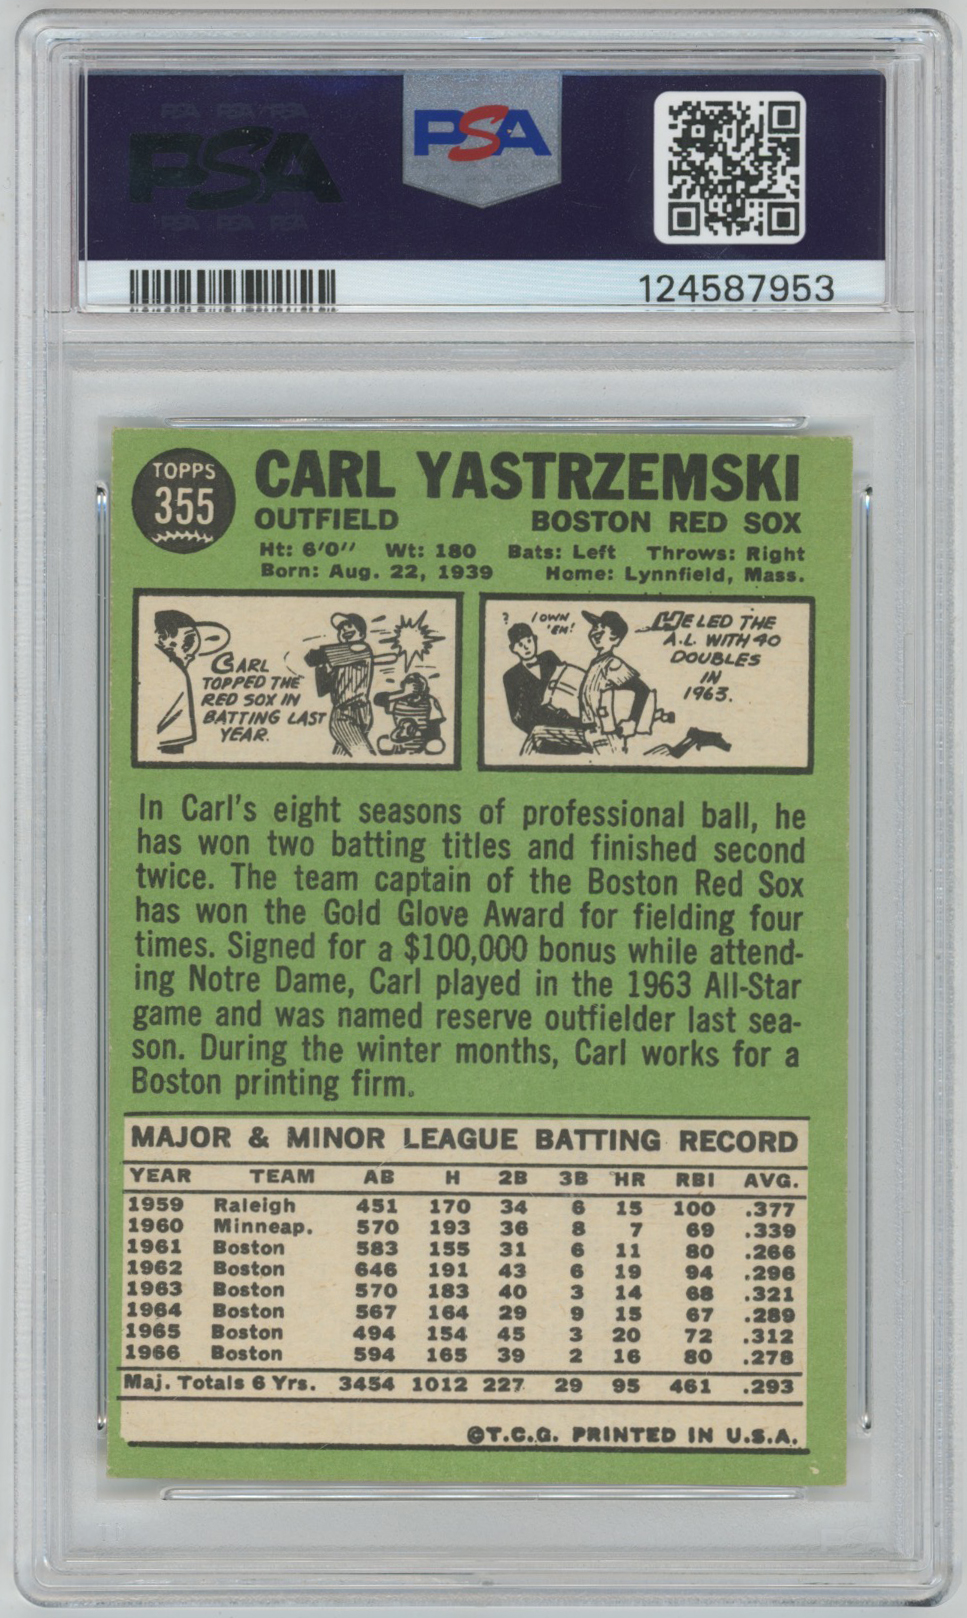 PSA PSA PSA
PSA
PSA PSA PSA
PSA
124587953
TOPPS
355
CARL YASTRZEMSKI
OUTFIELD BOSTON RED SOX
Ht: 6'0" Wt: 180 Bats: Left Throws: Right
Born: Aug. 22, 1939 Home: Lynnfield, Mass.
CARL
TOPPED THE
RED SOX IN
BATTING LAST
YEAR.
?
I OWN
'EM!
HE LED THE
A.L. WITH 40
DOUBLES
IN
1963.
In Carl's eight seasons of professional ball, he
has won two batting titles and finished second
twice. The team captain of the Boston Red Sox
has won the Gold Glove Award for fielding four
times. Signed for a $100,000 bonus while attend-
ing Notre Dame, Carl played in the 1963 All-Star
game and was named reserve outfielder last sea-
son. During the winter months, Carl works for a
Boston printing firm.
MAJOR & MINOR LEAGUE BATTING RECORD
YEAR TEAM AB H 2B 3B HR RBI AVG.
1959 Raleigh 451 170 34 6 15 100 .377
1960 Minneap. 570 193 36 8 7 69 .339
1961 Boston 583 155 31 6 11 80 .266
1962 Boston 646 191 43 6 19 94 .296
1963 Boston 570 183 40 3 14 68 .321
1964 Boston 567 164 29 9 15 67 .289
1965 Boston 494 154 45 3 20 72 .312
1966 Boston 594 165 39 2 16 80 .278
Maj. Totals 6 Yrs. 3454 1012 227 29 95 461 .293
©T.C.G. PRINTED IN U.S.A.